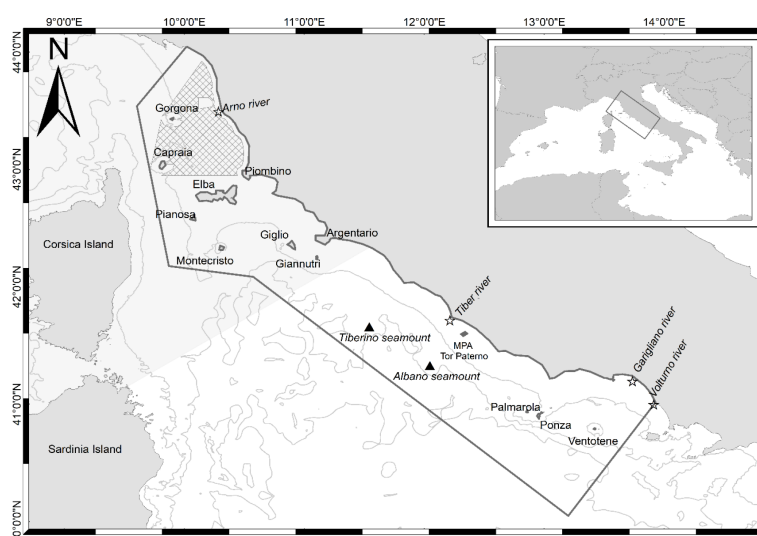 9°0'0"E 10°0'0"E 11°0'0"E 12°0'0"E 13°0'0"E 14°0'0"E
44°0'0"N
N
Gorgona
Arno river
Capraia
43°0'0"N
Piombino
Elba
Pianosa
Corsica Island
Giglio
Argentario
Montecristo
Giannutri
42°0'0"N
Tiber river
Tiberino seamount
MPA
Tor Paterno
Garigliano river
Albano seamount
Volturno river
41°0'0"N
Palmarola
Ponza
Ventotene
Sardinia Island
0°0'0"N